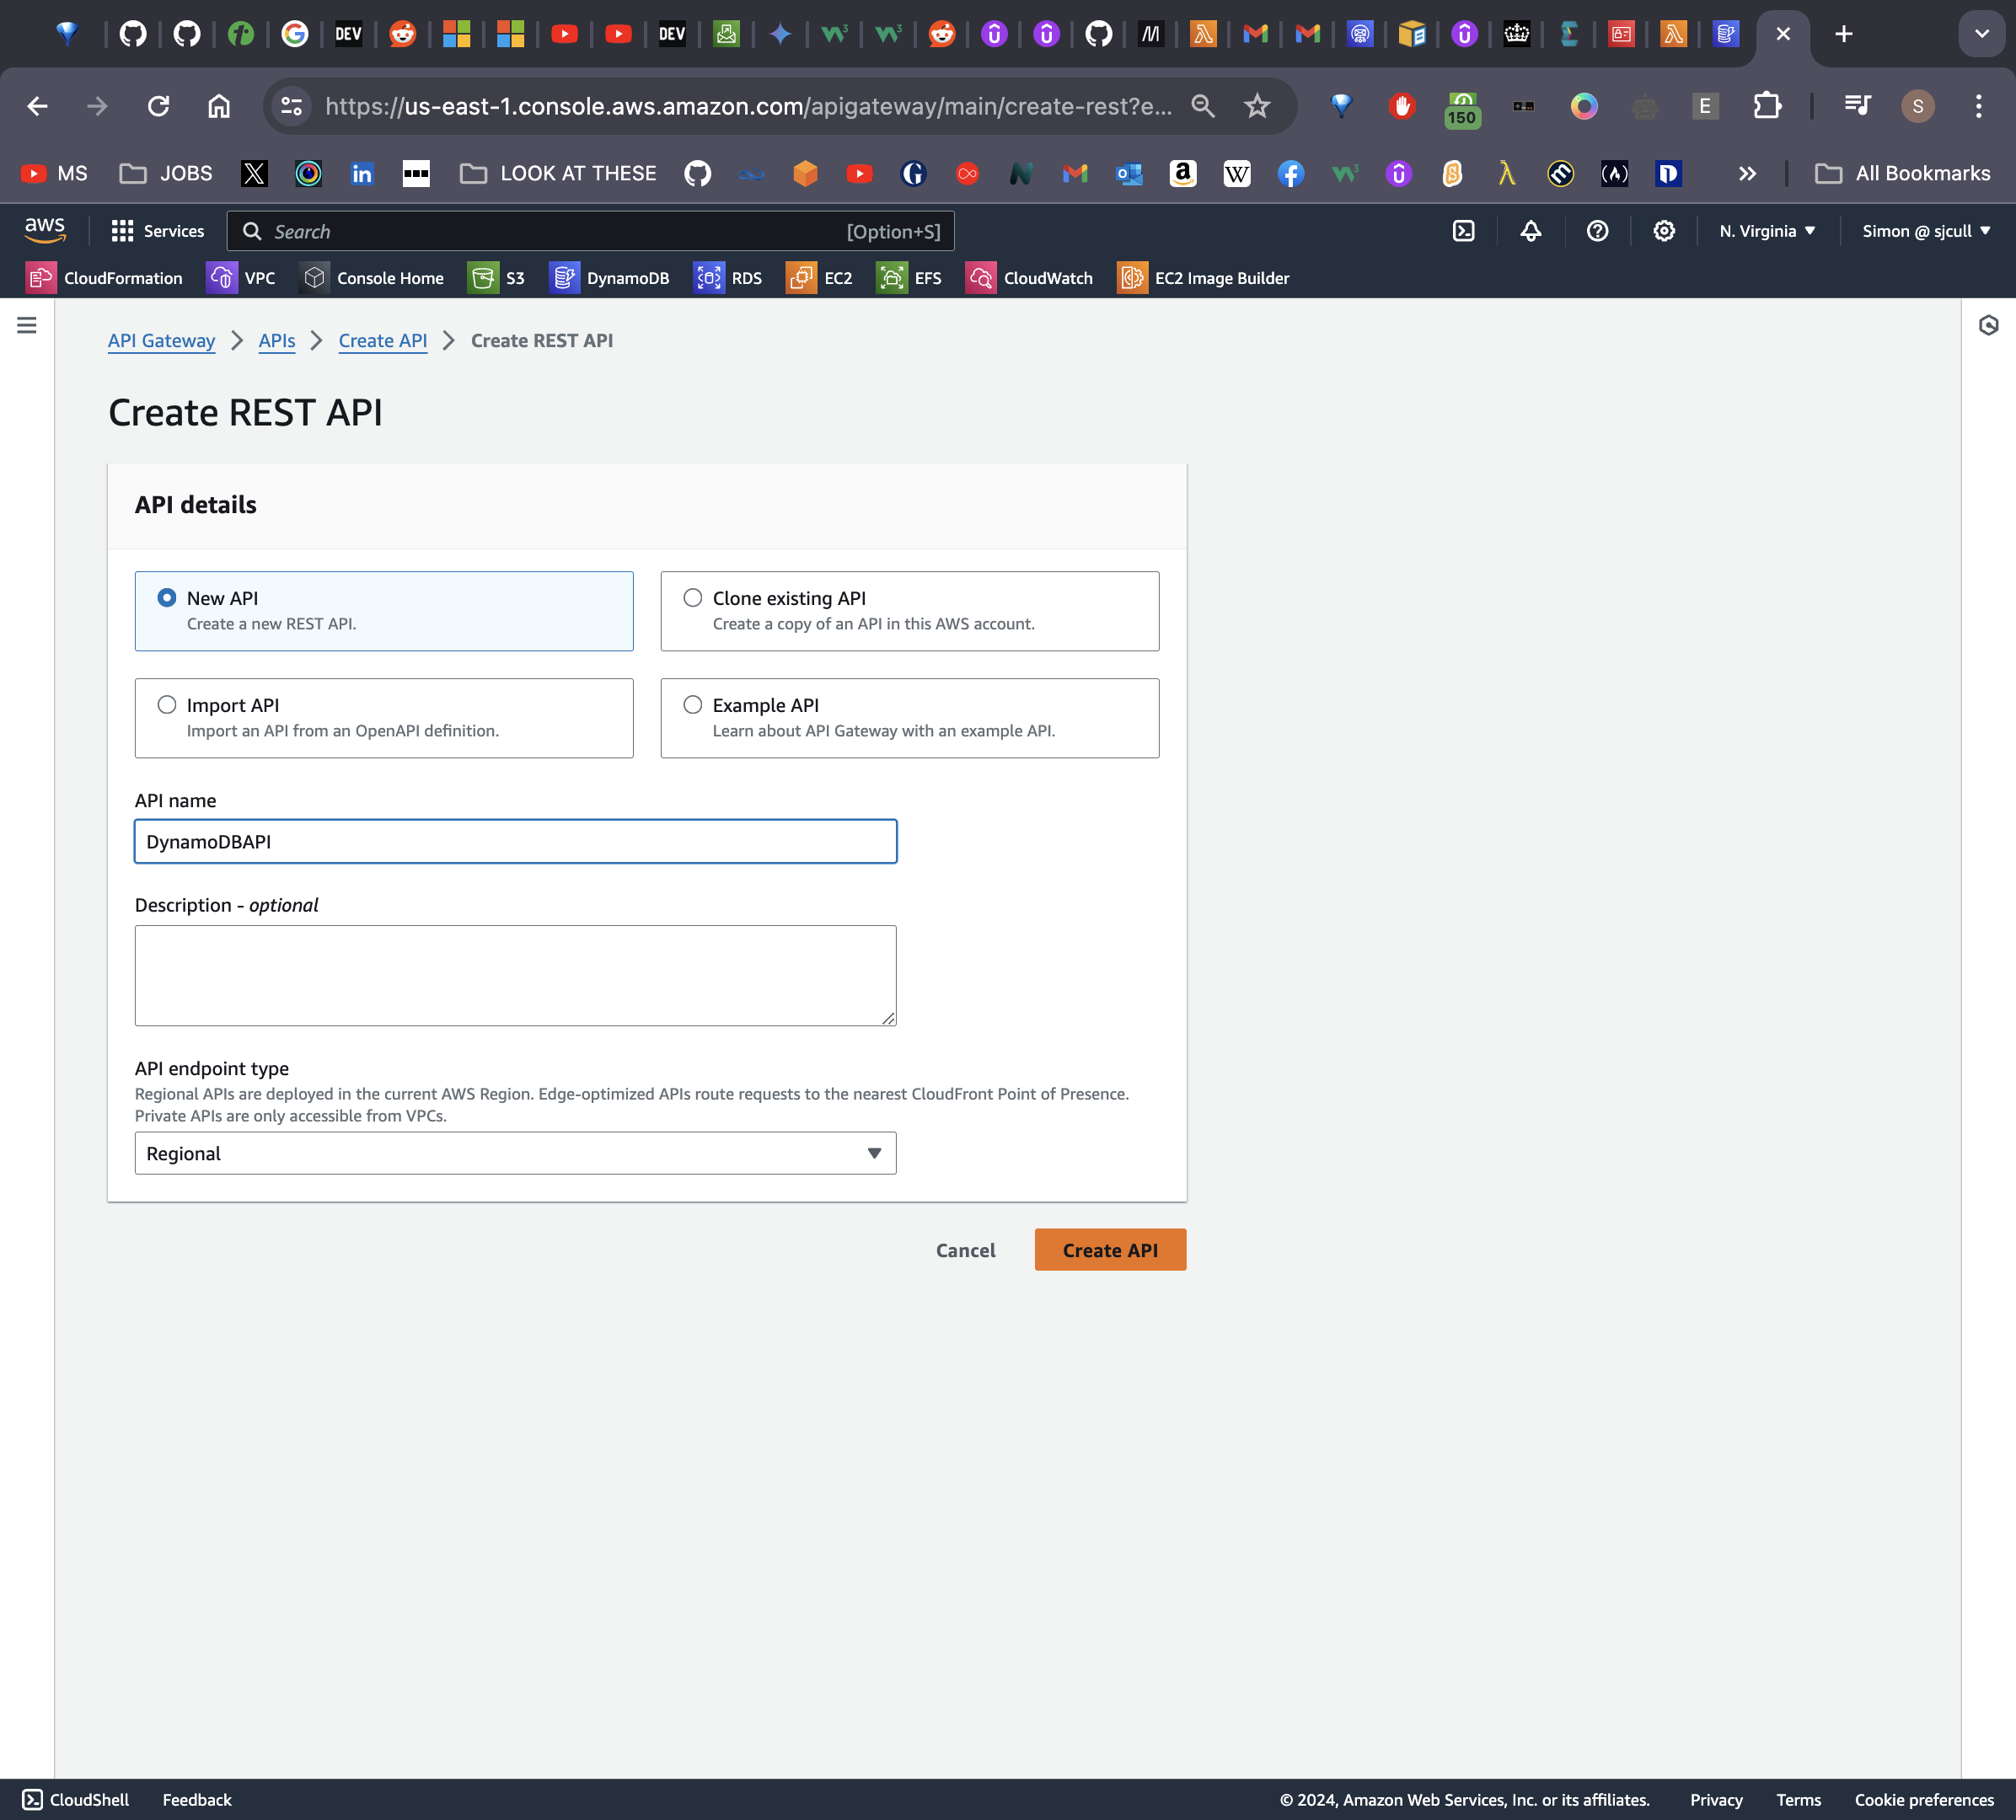 https://us-east-1.console.aws.amazon.com/apigateway/main/create-rest?e...
150
E
S
MS
JOBS
LOOK AT THESE
All Bookmarks
aws
Services
Search
[Option+S]
N. Virginia
Simon @ sjcull
CloudFormation
VPC
Console Home
S3
DynamoDB
RDS
EC2
EFS
CloudWatch
EC2 Image Builder
API Gateway
APIs
Create API
Create REST API
Create REST API
API details
New API
Create a new REST API.
Clone existing API
Create a copy of an API in this AWS account.
Import API
Import an API from an OpenAPI definition.
Example API
Learn about API Gateway with an example API.
API name
DynamoDBAPI
Description - optional
API endpoint type
Regional APIs are deployed in the current AWS Region. Edge-optimized APIs route requests to the nearest CloudFront Point of Presence.
Private APIs are only accessible from VPCs.
Regional
Cancel
Create API
CloudShell
Feedback
© 2024, Amazon Web Services, Inc. or its affiliates.
Privacy
Terms
Cookie preferences